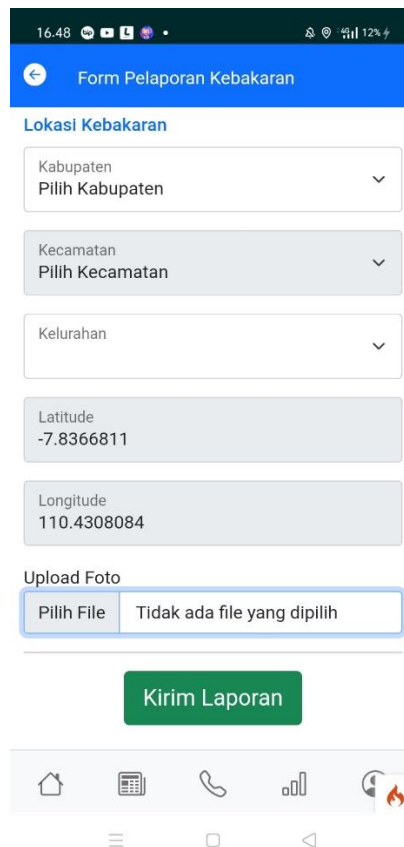 16.48
4G
12%
Form Pelaporan Kebakaran
Lokasi Kebakaran
Kabupaten
Pilih Kabupaten
Kecamatan
Pilih Kecamatan
Kelurahan
Latitude
-7.8366811
Longitude
110.4308084
Upload Foto
Pilih File Tidak ada file yang dipilih
Kirim Laporan